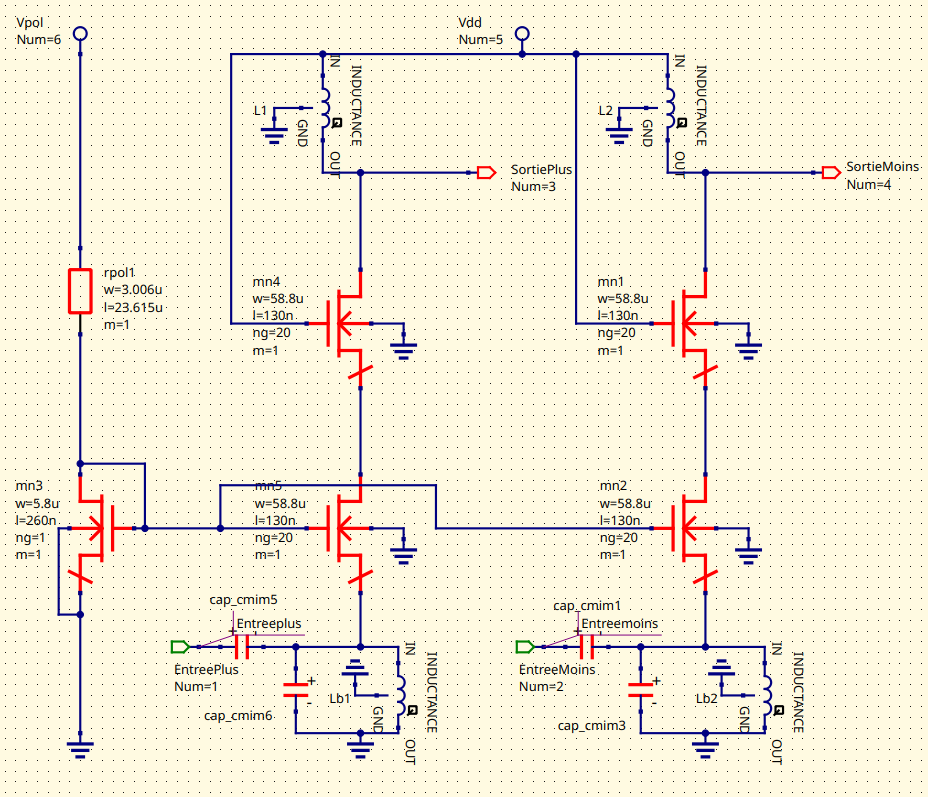 Vpol
Num=6
Vdd
Num=5
IN
INDUCTANCE
L1
GND
OUT
IN
INDUCTANCE
L2
GND
OUT
SortiePlus
Num=3
SortieMoins
Num=4
rpol1
w=3.006u
l=23.615u
m=1
mn4
w=58.8u
l=130n
ng=20
m=1
mn1
w=58.8u
l=130n
ng=20
m=1
mn3
w=5.8u
l=260n
ng=1
m=1
mn5
w=58.8u
l=130n
ng=20
m=1
mn2
w=58.8u
l=130n
ng=20
m=1
cap_cmim5
Entreeplus
+
EntreePlus
Num=1
+
-
cap_cmim6
Lb1
IN
INDUCTANCE
GND
OUT
cap_cmim1
Entreemoins
+
EntreeMoins
Num=2
+
-
cap_cmim3
Lb2
IN
INDUCTANCE
GND
OUT